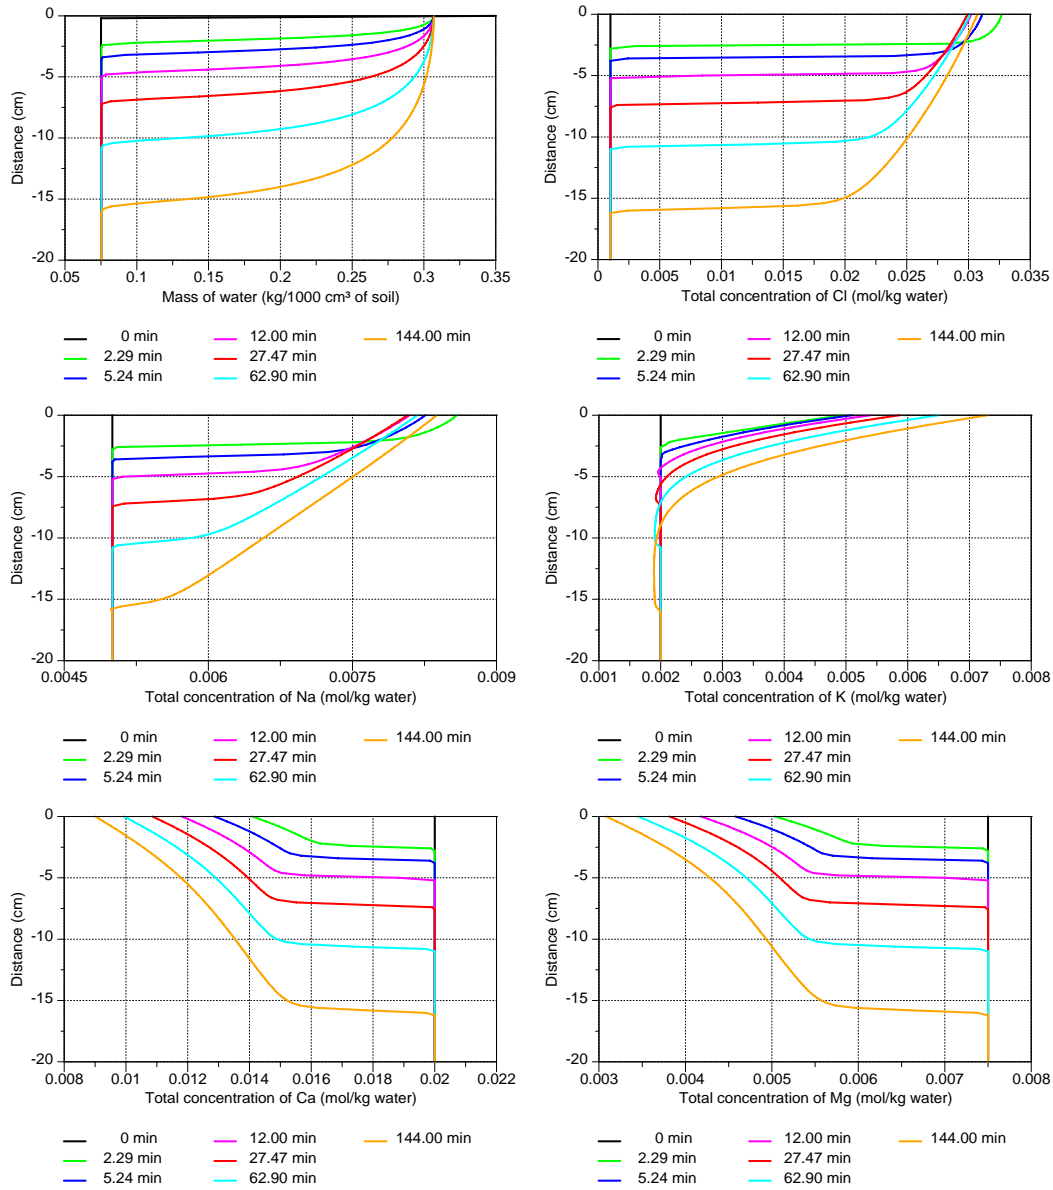 0
-5
-10
-15
-20
Distance (cm)
0.05 0.1 0.15 0.2 0.25 0.3 0.35
Mass of water (kg/1000 cm³ of soil)
0 min 12.00 min 144.00 min
2.29 min 27.47 min
5.24 min 62.90 min
0
-5
-10
-15
-20
Distance (cm)
0 0.005 0.01 0.015 0.02 0.025 0.03 0.035
Total concentration of Cl (mol/kg water)
0 min 12.00 min 144.00 min
2.29 min 27.47 min
5.24 min 62.90 min
0
-5
-10
-15
-20
Distance (cm)
0.0045 0.006 0.0075 0.009
Total concentration of Na (mol/kg water)
0 min 12.00 min 144.00 min
2.29 min 27.47 min
5.24 min 62.90 min
0
-5
-10
-15
-20
Distance (cm)
0.001 0.002 0.003 0.004 0.005 0.006 0.007 0.008
Total concentration of K (mol/kg water)
0 min 12.00 min 144.00 min
2.29 min 27.47 min
5.24 min 62.90 min
0
-5
-10
-15
-20
Distance (cm)
0.008 0.01 0.012 0.014 0.016 0.018 0.02 0.022
Total concentration of Ca (mol/kg water)
0 min 12.00 min 144.00 min
2.29 min 27.47 min
5.24 min 62.90 min
0
-5
-10
-15
-20
Distance (cm)
0.003 0.004 0.005 0.006 0.007 0.008
Total concentration of Mg (mol/kg water)
0 min 12.00 min 144.00 min
2.29 min 27.47 min
5.24 min 62.90 min